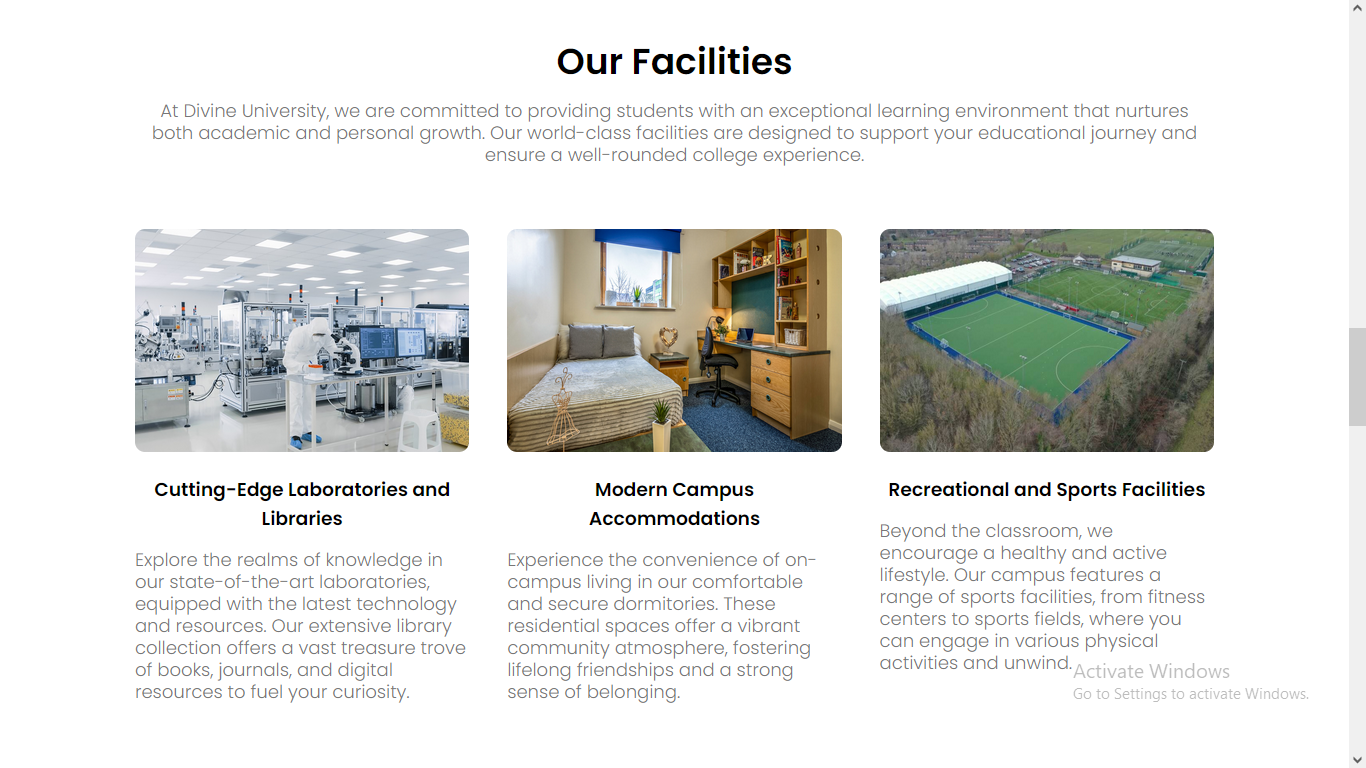 Our Facilities
At Divine University, we are committed to providing students with an exceptional learning environment that nurtures
both academic and personal growth. Our world-class facilities are designed to support your educational journey and
ensure a well-rounded college experience.
Cutting-Edge Laboratories and
Libraries
Explore the realms of knowledge in
our state-of-the-art laboratories,
equipped with the latest technology
and resources. Our extensive library
collection offers a vast treasure trove
of books, journals, and digital
resources to fuel your curiosity.
Modern Campus
Accommodations
Experience the convenience of on-
campus living in our comfortable
and secure dormitories. These
residential spaces offer a vibrant
community atmosphere, fostering
lifelong friendships and a strong
sense of belonging.
Recreational and Sports Facilities
Beyond the classroom, we
encourage a healthy and active
lifestyle. Our campus features a
range of sports facilities, from fitness
centers to sports fields, where you
can engage in various physical
activities and unwind.
Activate Windows
Go to Settings to activate Windows.